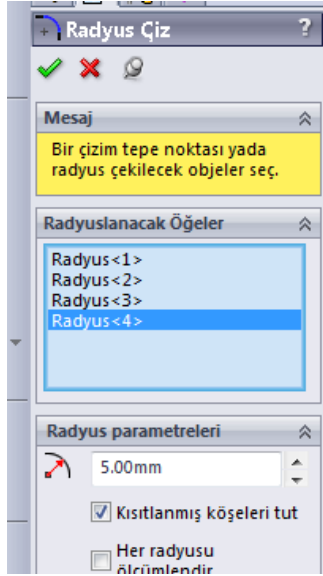 Radyus Çiz ?
Mesaj
Bir çizim tepe noktası yada
radyus çekilecek objeler seç.
Radyuslanacak Öğeler
Radyus<1>
Radyus<2>
Radyus<3>
Radyus<4>
Radyus parametreleri
5.00mm
Kısıtlanmış köşeleri tut
Her radyusu
ölçümlendir